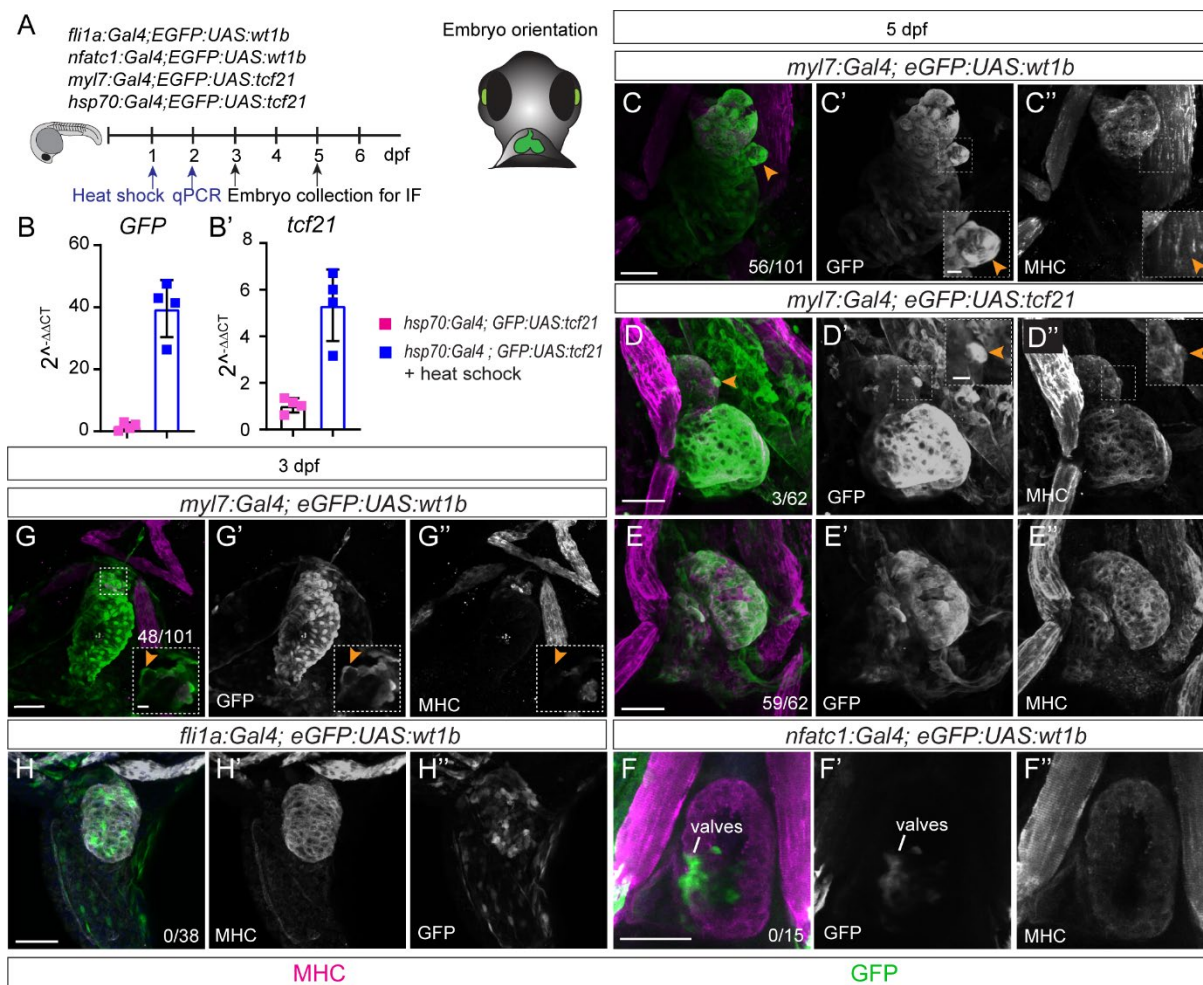 A
fli1a:Gal4;EGFP:UAS:wt1b
nfatc1:Gal4;EGFP:UAS:wt1b
myl7:Gal4;EGFP:UAS:tcf21
hsp70:Gal4;EGFP:UAS:tcf21
1 2 3 4 5 6 dpf
Heat shock qPCR Embryo collection for IF
Embryo orientation
B GFP
2^-ΔΔCT
60
40
20
0
B' tcf21
2^-ΔΔCT
8
6
4
2
0
hsp70:Gal4; GFP:UAS:tcf21
hsp70:Gal4 ; GFP:UAS:tcf21
+ heat schock
5 dpf
myl7:Gal4; eGFP:UAS:wt1b
C 56/101
C' GFP
C'' MHC
myl7:Gal4; eGFP:UAS:tcf21
D 3/62
D' GFP
D'' MHC
E 59/62
E' GFP
E'' MHC
3 dpf
myl7:Gal4; eGFP:UAS:wt1b
G 48/101
G' GFP
G'' MHC
fli1a:Gal4; eGFP:UAS:wt1b
H 0/38
H' MHC
H'' GFP
nfatc1:Gal4; eGFP:UAS:wt1b
F valves 0/15
F' valves GFP
F'' MHC
MHC GFP